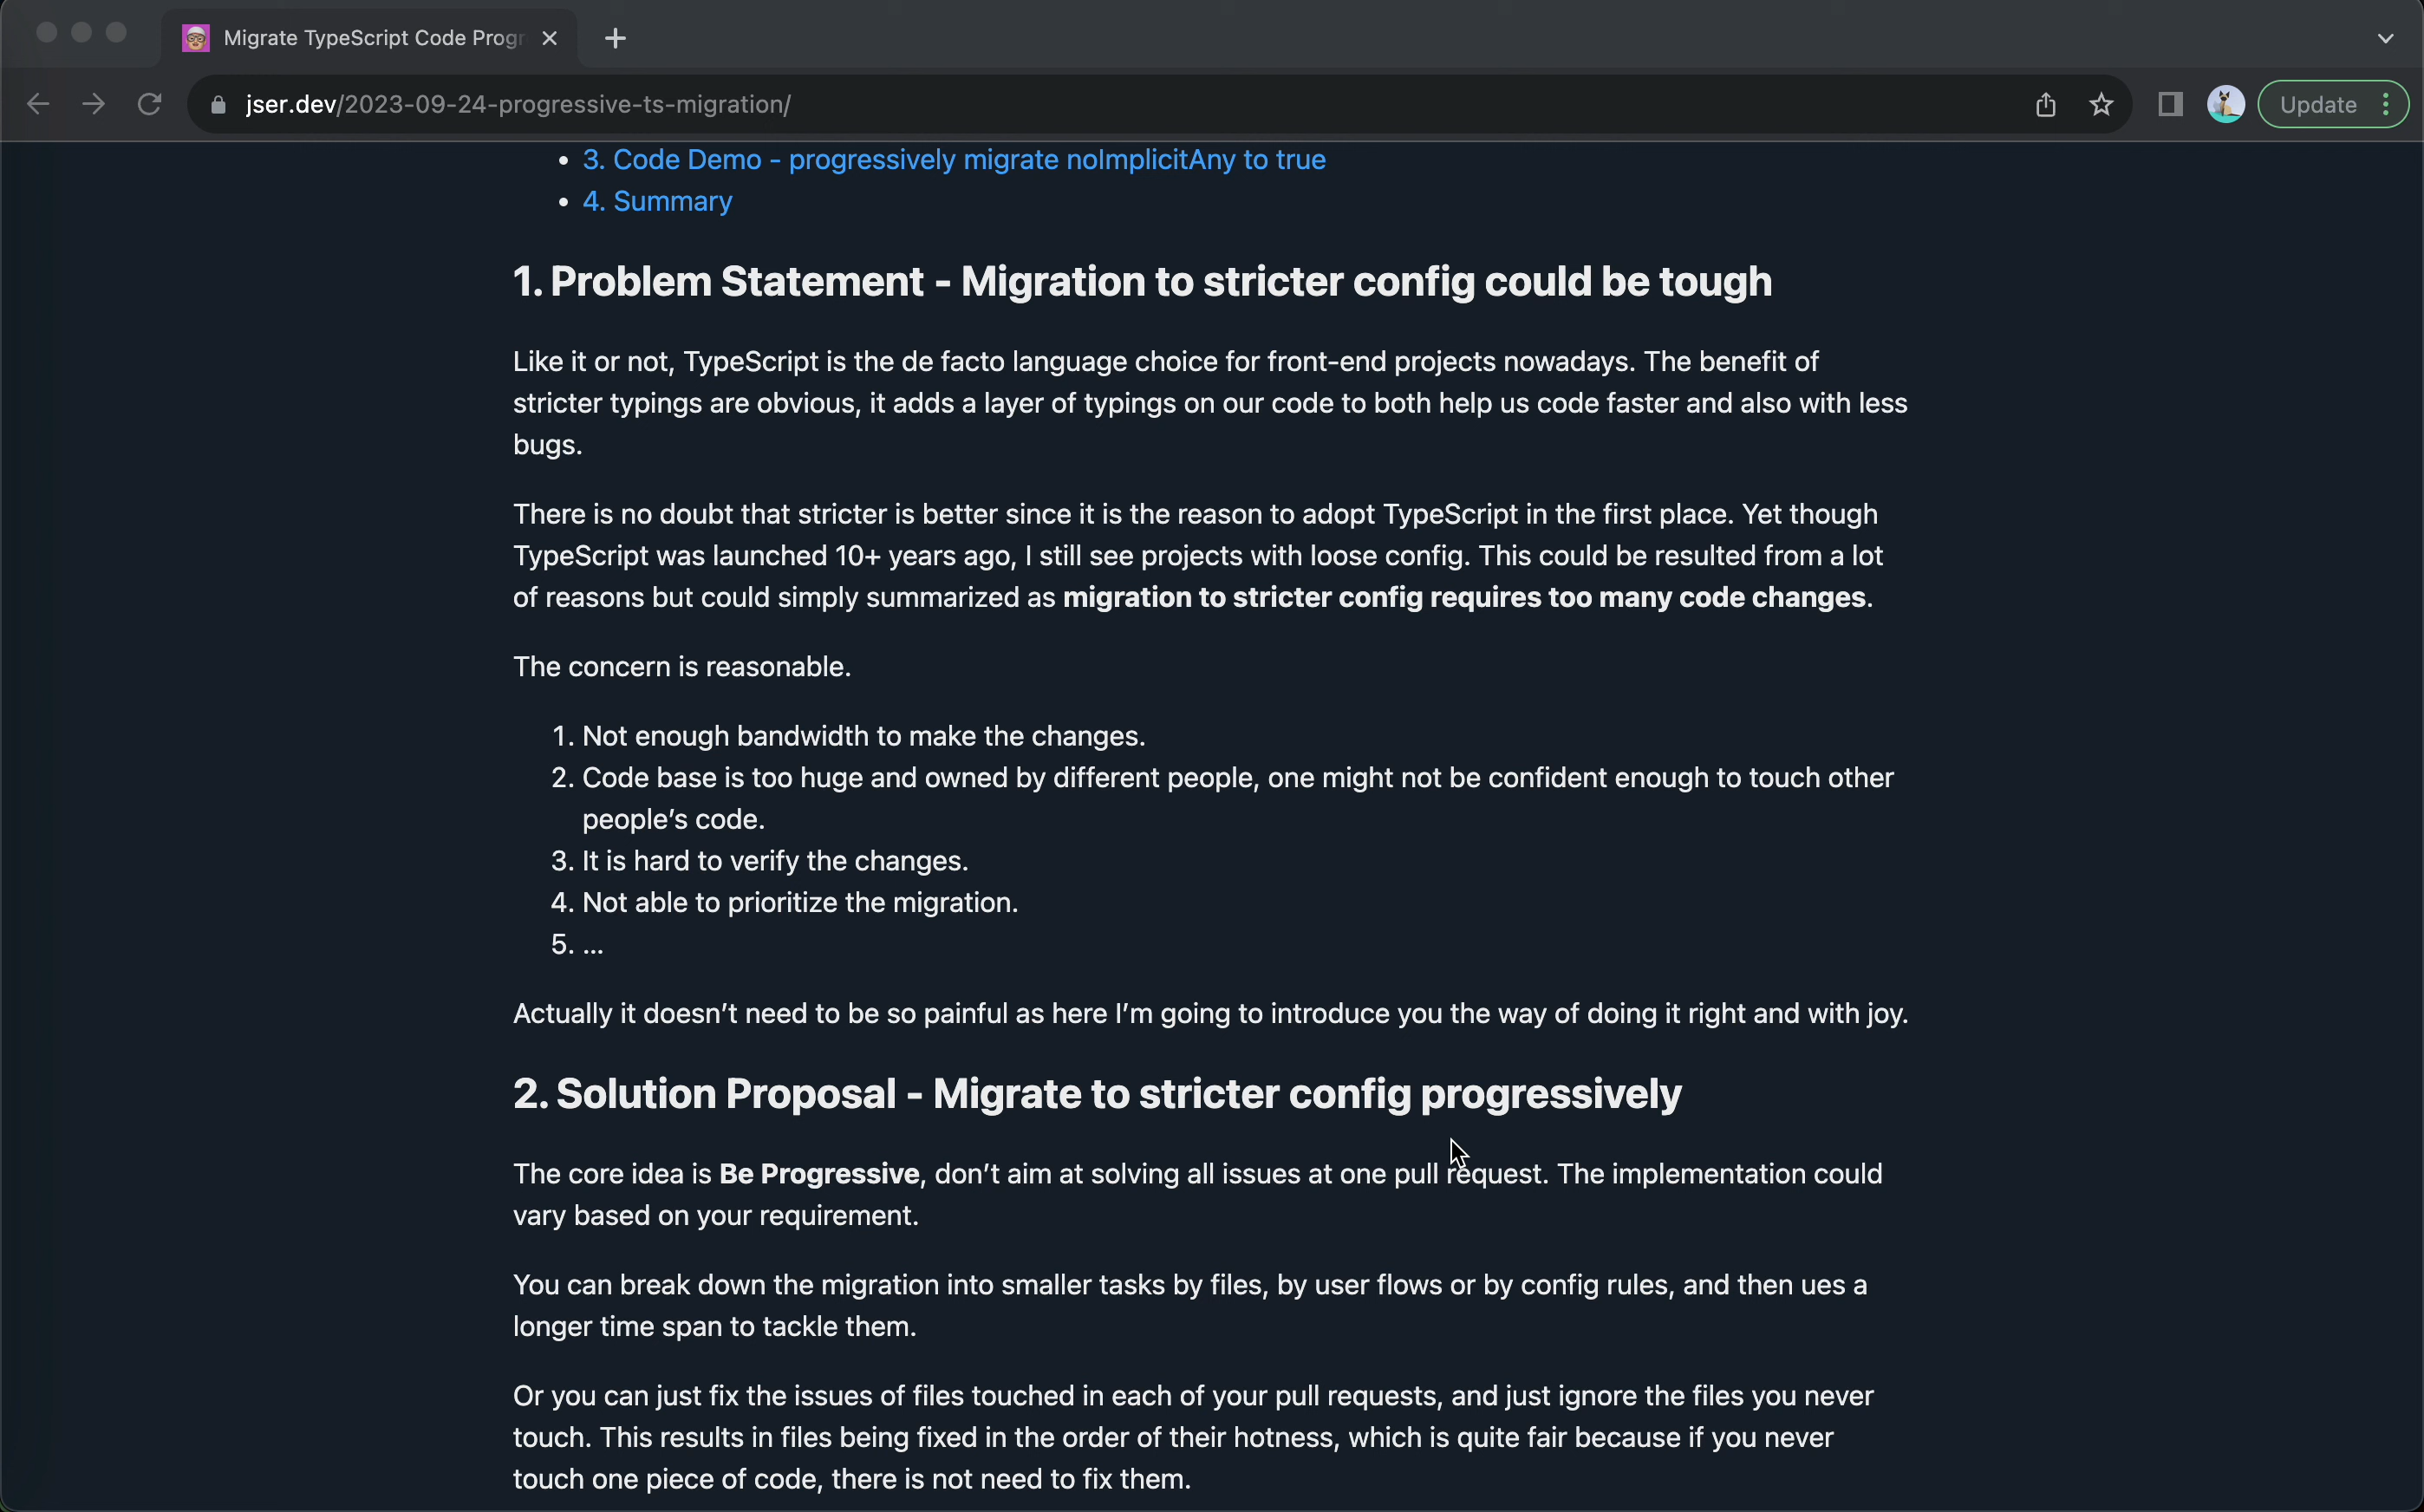 Migrate TypeScript Code Progr
jser.dev/2023-09-24-progressive-ts-migration/
Update
• 3. Code Demo - progressively migrate noImplicitAny to true
• 4. Summary
1. Problem Statement - Migration to stricter config could be tough
Like it or not, TypeScript is the de facto language choice for front-end projects nowadays. The benefit of
stricter typings are obvious, it adds a layer of typings on our code to both help us code faster and also with less
bugs.
There is no doubt that stricter is better since it is the reason to adopt TypeScript in the first place. Yet though
TypeScript was launched 10+ years ago, I still see projects with loose config. This could be resulted from a lot
of reasons but could simply summarized as migration to stricter config requires too many code changes.
The concern is reasonable.
1. Not enough bandwidth to make the changes.
2. Code base is too huge and owned by different people, one might not be confident enough to touch other
people’s code.
3. It is hard to verify the changes.
4. Not able to prioritize the migration.
5. …
Actually it doesn’t need to be so painful as here I’m going to introduce you the way of doing it right and with joy.
2. Solution Proposal - Migrate to stricter config progressively
The core idea is Be Progressive, don’t aim at solving all issues at one pull request. The implementation could
vary based on your requirement.
You can break down the migration into smaller tasks by files, by user flows or by config rules, and then ues a
longer time span to tackle them.
Or you can just fix the issues of files touched in each of your pull requests, and just ignore the files you never
touch. This results in files being fixed in the order of their hotness, which is quite fair because if you never
touch one piece of code, there is not need to fix them.